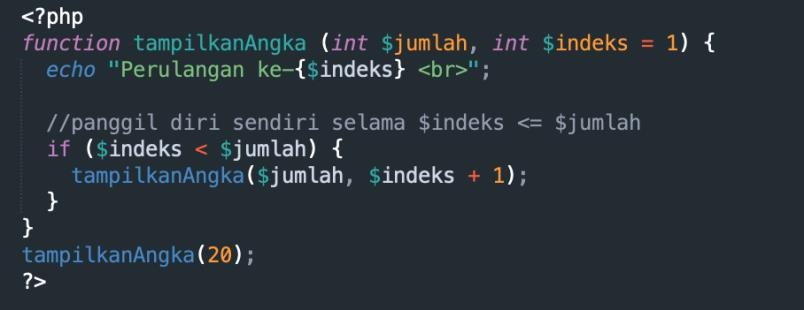 <?php
function tampilkanAngka (int $jumlah, int $indeks = 1) {
echo "Perulangan ke-{$indeks} <br>";
//panggil diri sendiri selama $indeks <= $jumlah
if ($indeks < $jumlah) {
tampilkanAngka($jumlah, $indeks + 1);
}
}
tampilkanAngka(20);
?>